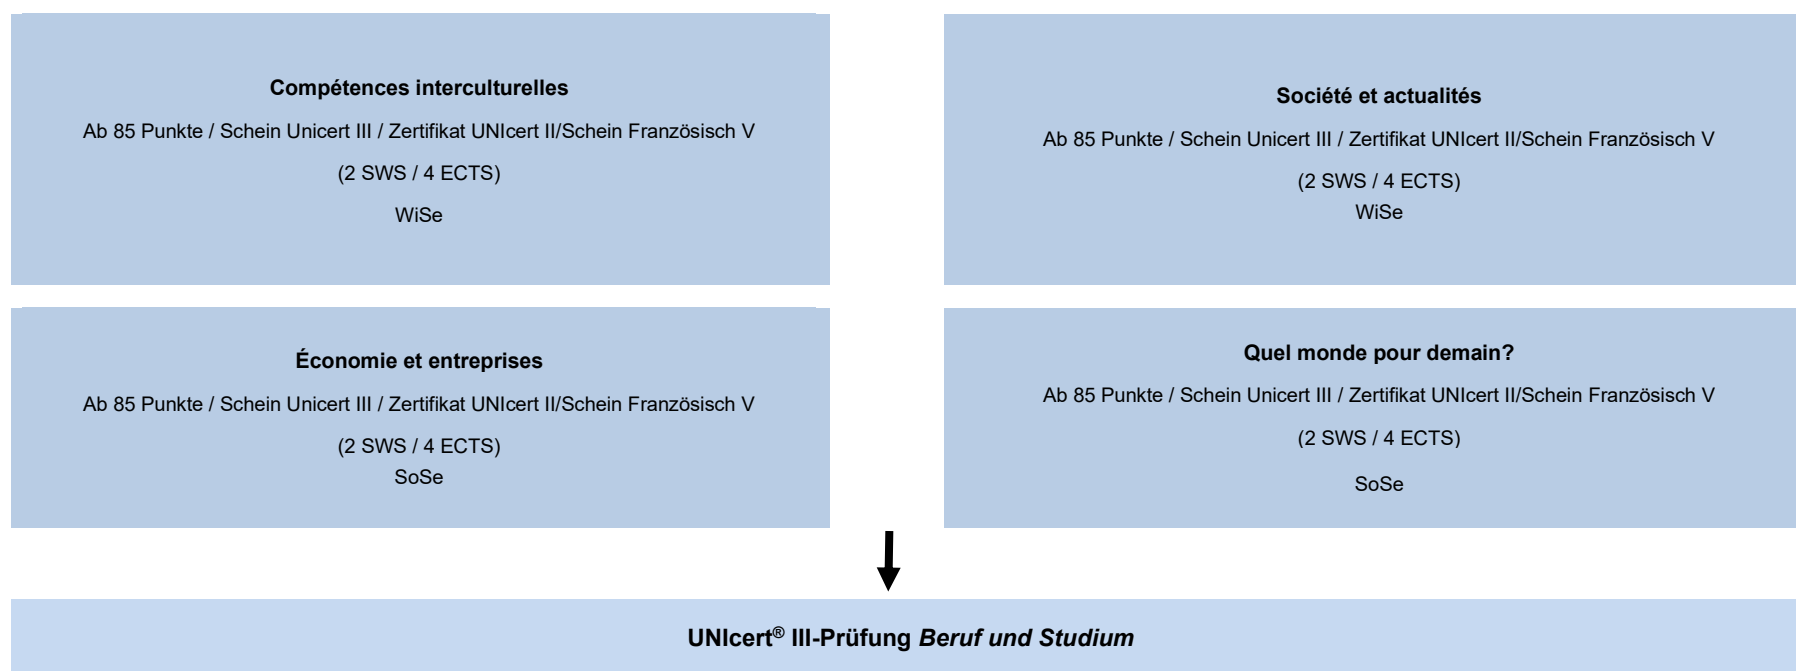 Compétences interculturelles
Ab 85 Punkte / Schein Unicert III / Zertifikat UNIcert II/Schein Französisch V
(2 SWS / 4 ECTS)
WiSe
Société et actualités
Ab 85 Punkte / Schein Unicert III / Zertifikat UNIcert II/Schein Französisch V
(2 SWS / 4 ECTS)
WiSe
Économie et entreprises
Ab 85 Punkte / Schein Unicert III / Zertifikat UNIcert II/Schein Französisch V
(2 SWS / 4 ECTS)
SoSe
Quel monde pour demain?
Ab 85 Punkte / Schein Unicert III / Zertifikat UNIcert II/Schein Französisch V
(2 SWS / 4 ECTS)
SoSe
UNIcert® III-Prüfung Beruf und Studium